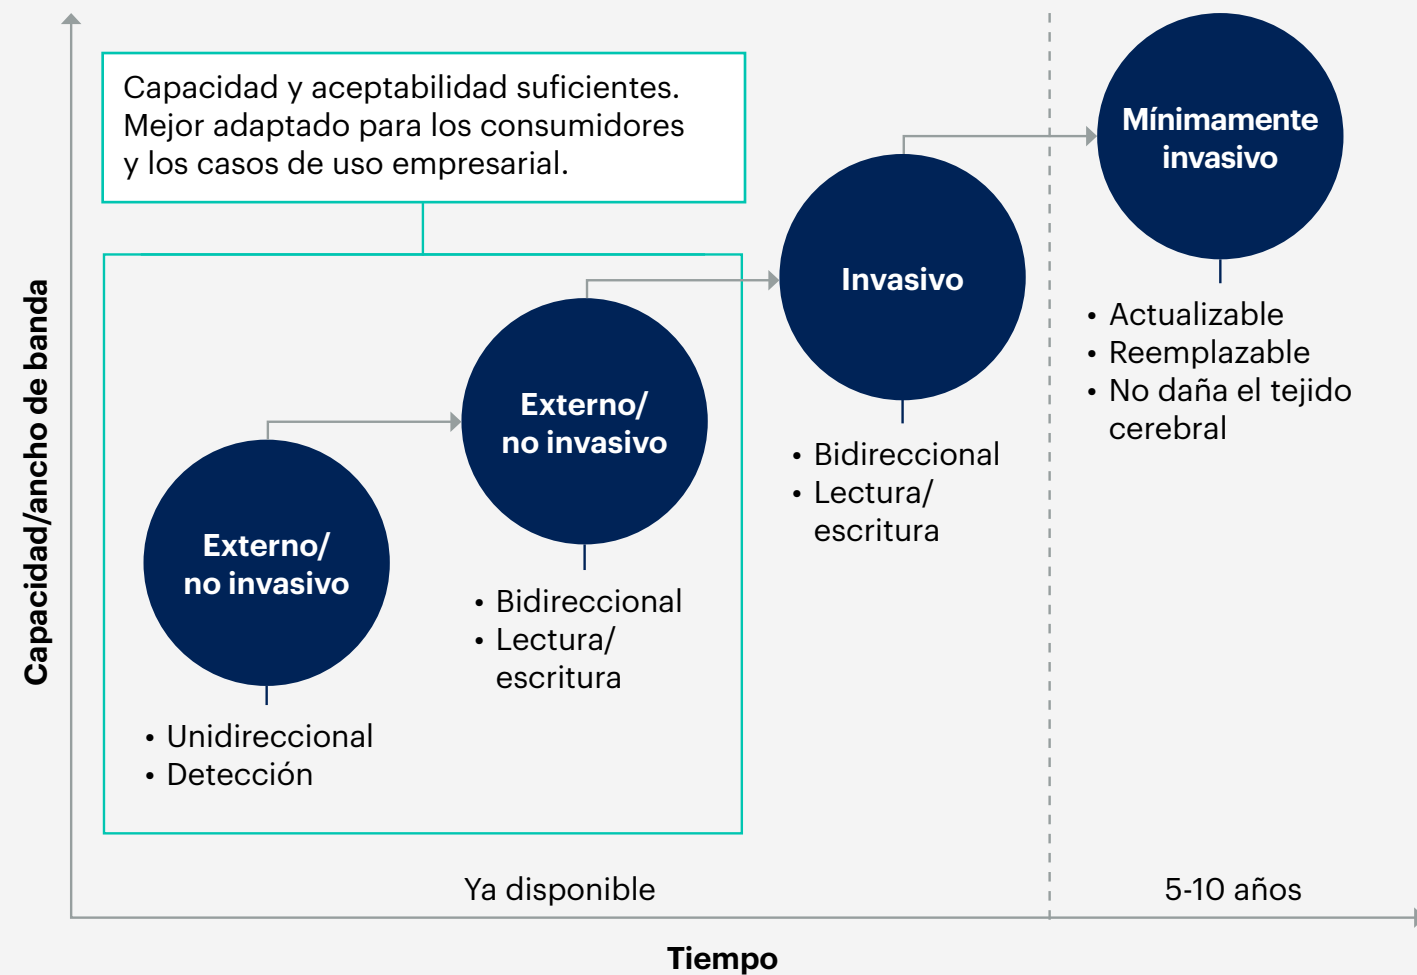 Capacidad y aceptabilidad suficientes.
Mejor adaptado para los consumidores
y los casos de uso empresarial.
Capacidad/ancho de banda
Externo/
no invasivo
• Unidireccional
• Detección
Externo/
no invasivo
• Bidireccional
• Lectura/
escritura
Invasivo
• Bidireccional
• Lectura/
escritura
Mínimamente
invasivo
• Actualizable
• Reemplazable
• No daña el tejido
cerebral
Ya disponible
5-10 años
Tiempo